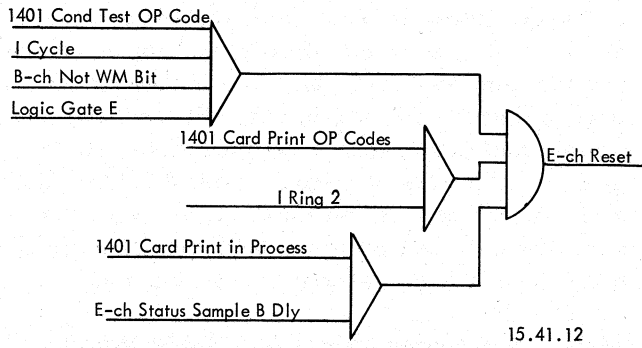 1401 Cond Test OP Code
I Cycle
B-ch Not WM Bit
Logic Gate E
1401 Card Print OP Codes
E-ch Reset
I Ring 2
1401 Card Print in Process
E-ch Status Sample B Dly
15.41.12